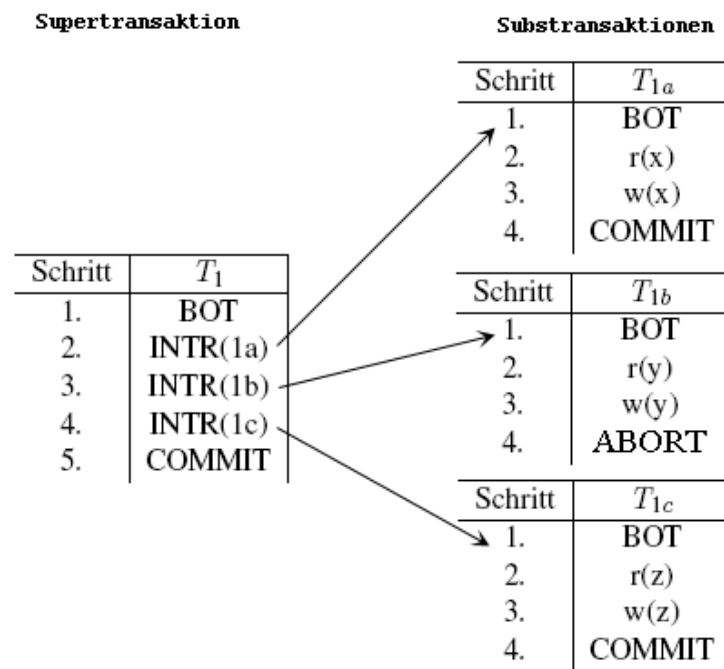 Supertransaktion
Substransaktionen
Schritt T1a
1. BOT
2. r(x)
3. w(x)
4. COMMIT
Schritt T1
1. BOT
2. INTR(1a)
3. INTR(1b)
4. INTR(1c)
5. COMMIT
Schritt T1b
1. BOT
2. r(y)
3. w(y)
4. ABORT
Schritt T1c
1. BOT
2. r(z)
3. w(z)
4. COMMIT